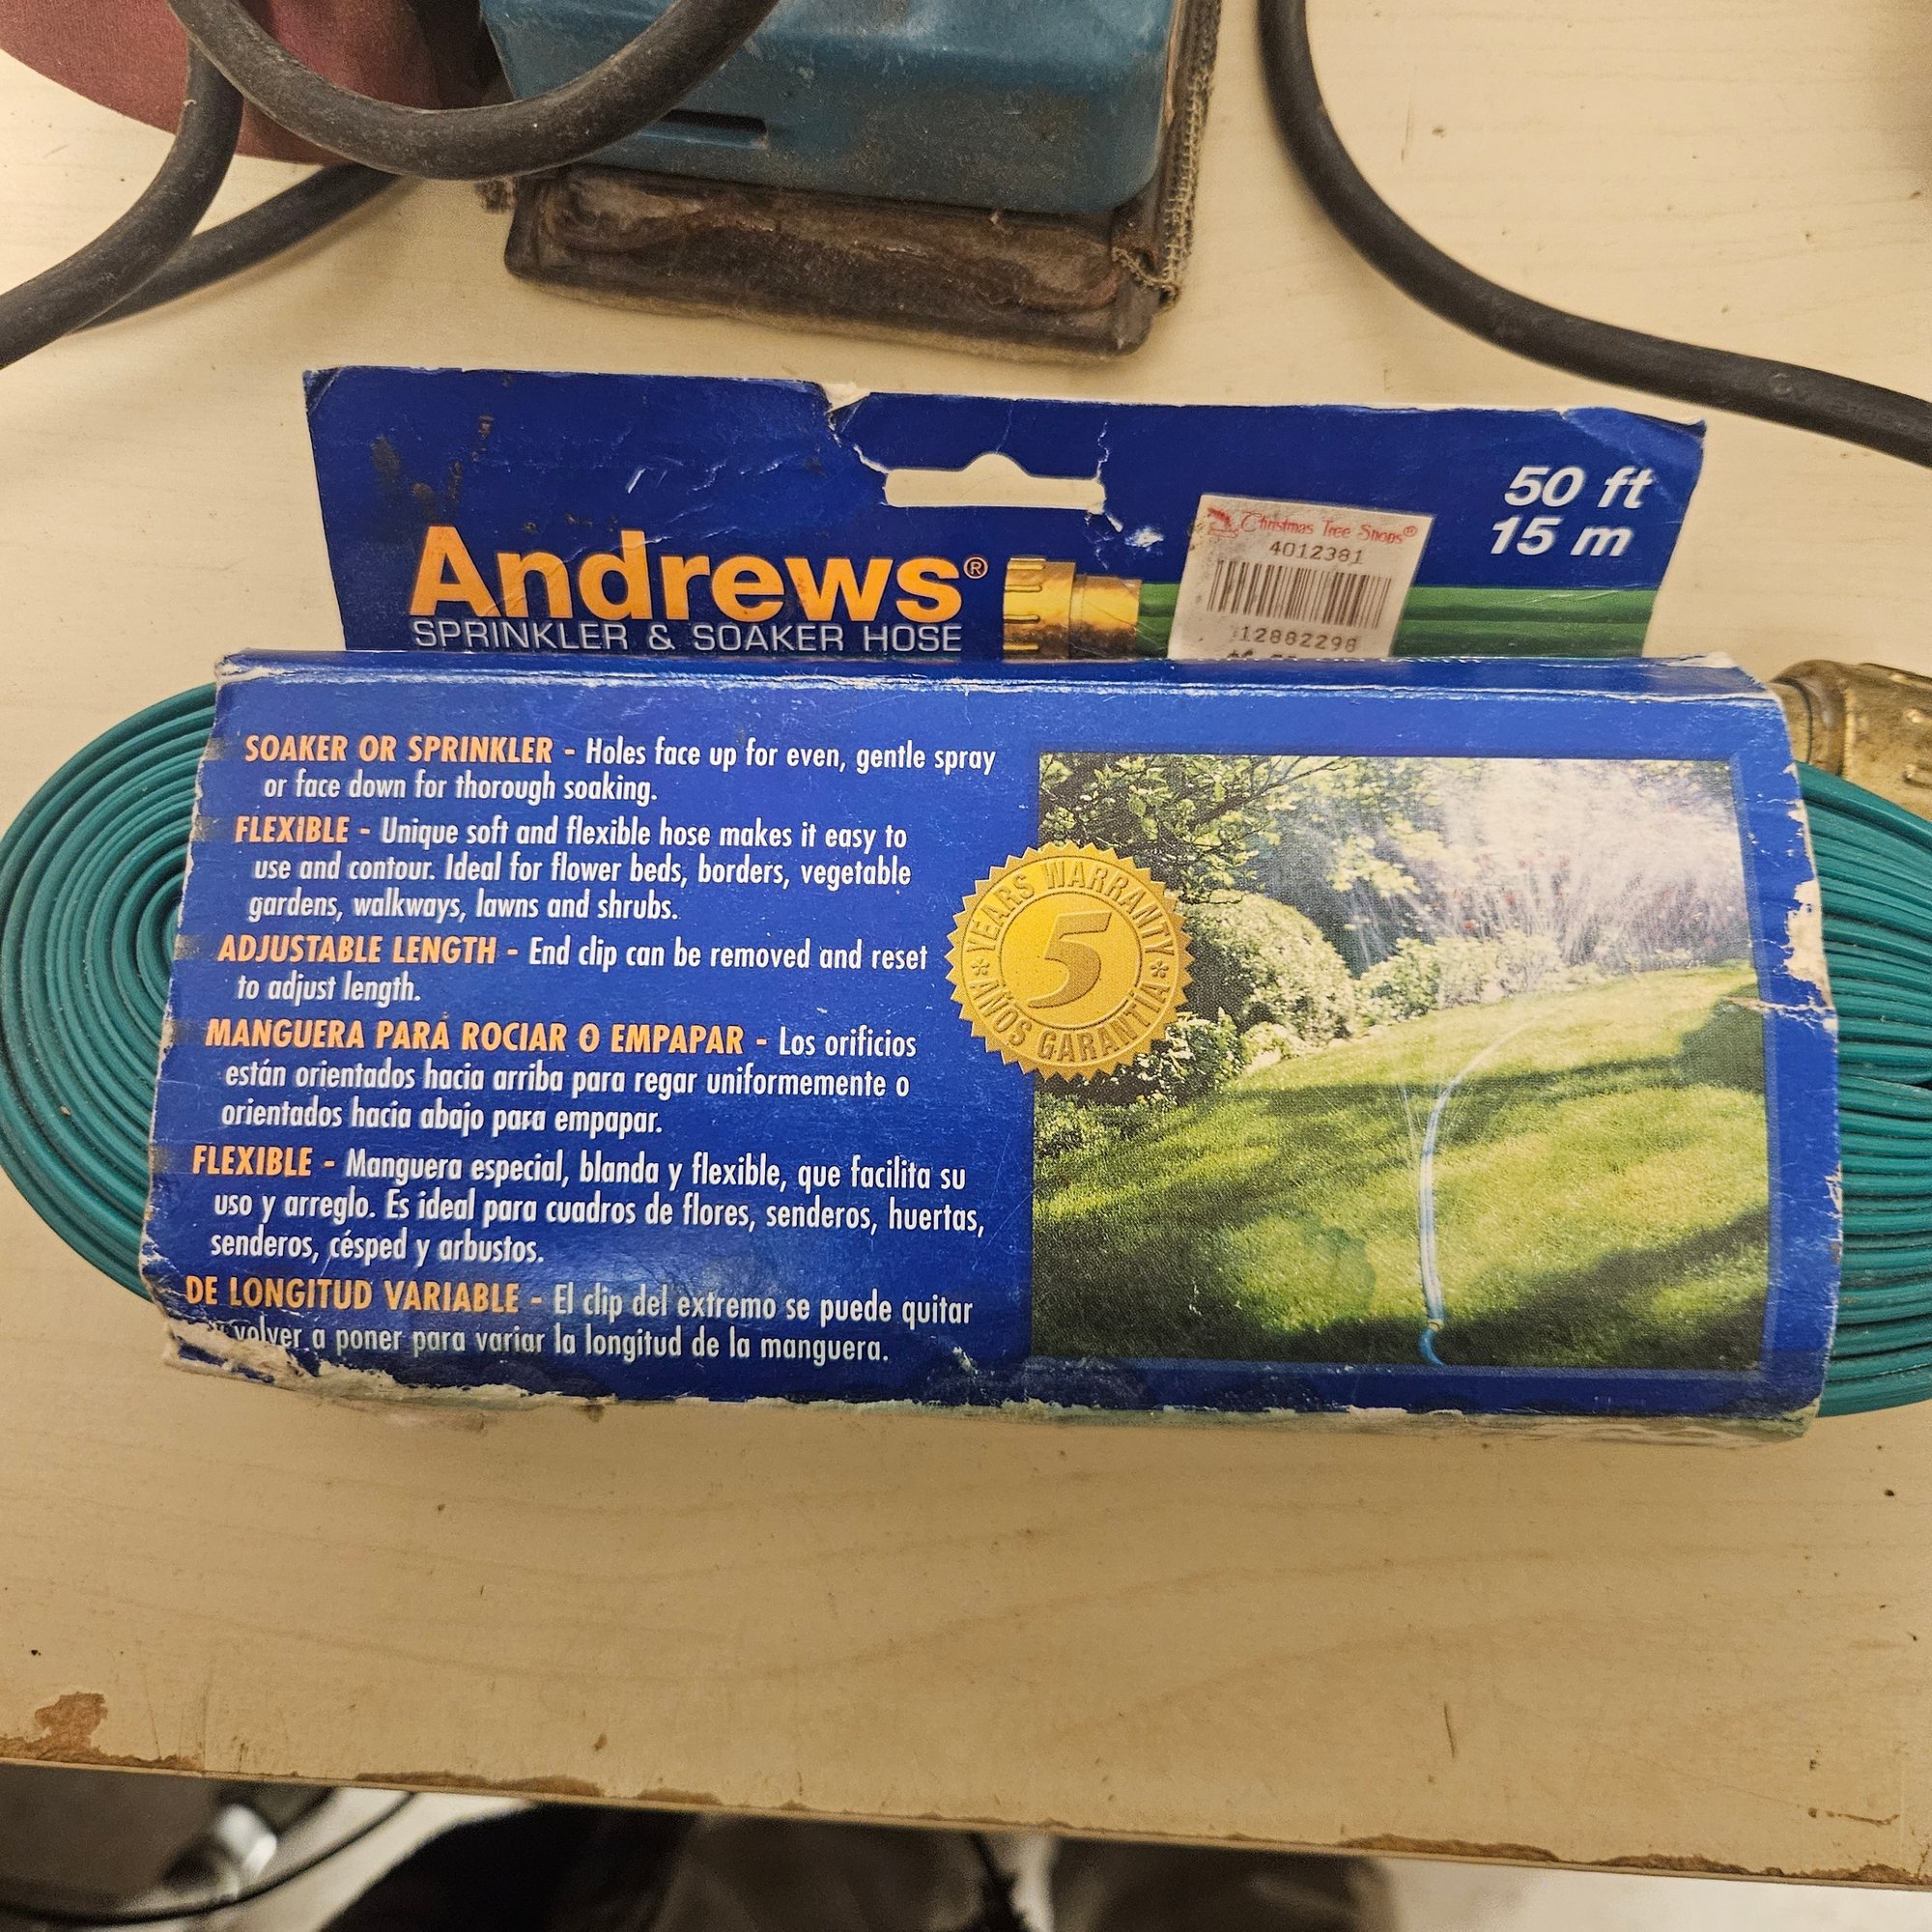 50 ft
15 m
Christmas Tree Shops®
4012381
12882298
Andrews®
SPRINKLER & SOAKER HOSE
SOAKER OR SPRINKLER - Holes face up for even, gentle spray
or face down for thorough soaking.
FLEXIBLE - Unique soft and flexible hose makes it easy to
use and contour. Ideal for flower beds, borders, vegetable
gardens, walkways, lawns and shrubs.
ADJUSTABLE LENGTH - End clip can be removed and reset
to adjust length.
MANGUERA PARÁ ROCIAR O EMPAPAR - Los orificios
están orientados hacia arriba para regar uniformemente o
orientados hacía abajo para empapar.
FLEXIBLE - Manguera especial, blanda y flexible, que facilita su
uso y arreglo. Es ideal para cuadros de flores, senderos, huertas,
senderos, césped y arbustos.
DE LONGITUD VARIABLE - El clip del extremo se puede quitar
y volver a poner para variar la longitud de la manguera.
YEARS WARRANTY
5
AÑOS GARANTÍA